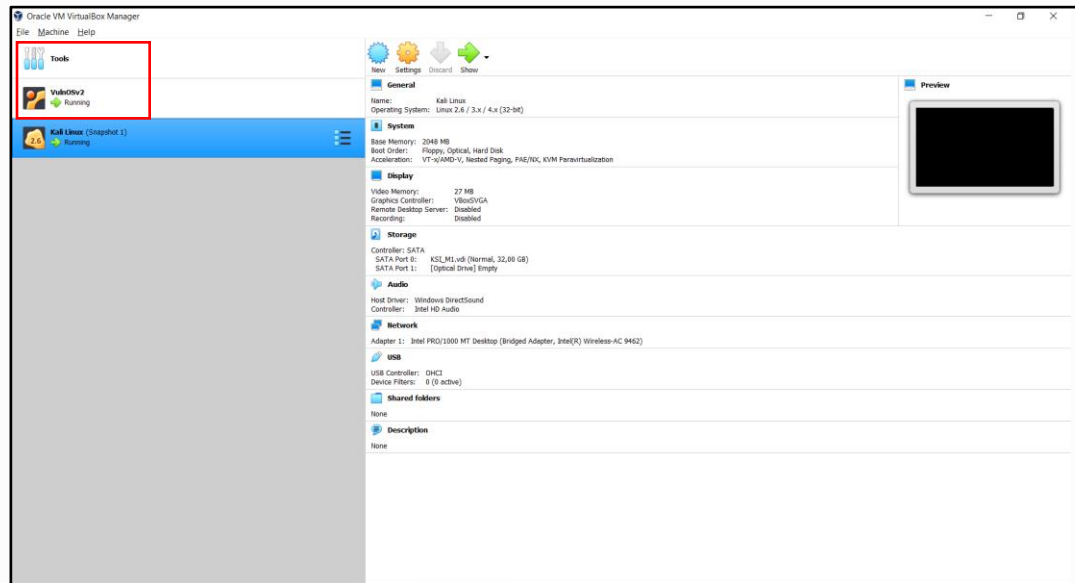 Oracle VM VirtualBox Manager
File Machine Help
Tools
VulnOSv2
Running
Kali Linux (Snapshot 1)
2.6
Running
New Settings Discard Show
General
Name: Kali Linux
Operating System: Linux 2.6 / 3.x / 4.x (32-bit)
System
Base Memory: 2048 MB
Boot Order: Floppy, Optical, Hard Disk
Acceleration: VT-x/AMD-V, Nested Paging, PAE/NX, KVM Paravirtualization
Display
Video Memory: 27 MB
Graphics Controller: VBoxSVGA
Remote Desktop Server: Disabled
Recording: Disabled
Storage
Controller: SATA
SATA Port 0: KSI_M1.vdi (Normal, 32,00 GB)
SATA Port 1: [Optical Drive] Empty
Audio
Host Driver: Windows DirectSound
Controller: Intel HD Audio
Network
Adapter 1: Intel PRO/1000 MT Desktop (Bridged Adapter, Intel(R) Wireless-AC 9462)
USB
USB Controller: OHCI
Device Filters: 0 (0 active)
Shared folders
None
Description
None
Preview